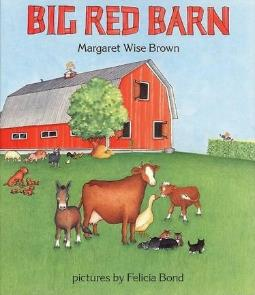 BIG RED BARN
Margaret Wise Brown
pictures by Felicia Bond